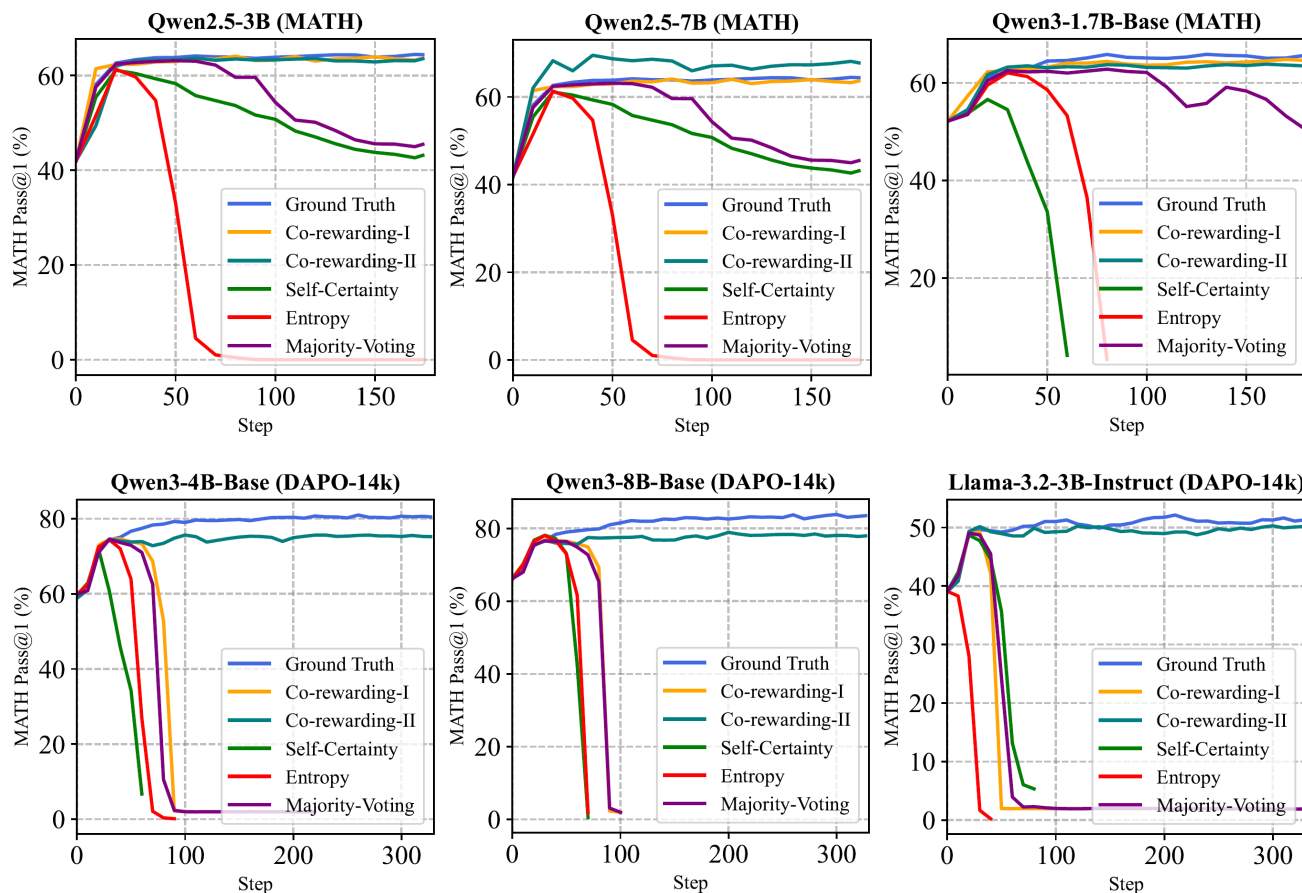 Qwen2.5-3B (MATH)
MATH Pass@1 (%)
60
40
20
0
0 50 100 150
Step
Ground Truth
Co-rewarding-I
Co-rewarding-II
Self-Certainty
Entropy
Majority-Voting
Qwen2.5-7B (MATH)
MATH Pass@1 (%)
60
40
20
0
0 50 100 150
Step
Ground Truth
Co-rewarding-I
Co-rewarding-II
Self-Certainty
Entropy
Majority-Voting
Qwen3-1.7B-Base (MATH)
MATH Pass@1 (%)
60
40
20
0 50 100 150
Step
Ground Truth
Co-rewarding-I
Co-rewarding-II
Self-Certainty
Entropy
Majority-Voting
Qwen3-4B-Base (DAPO-14k)
MATH Pass@1 (%)
80
60
40
20
0
0 100 200 300
Step
Ground Truth
Co-rewarding-I
Co-rewarding-II
Self-Certainty
Entropy
Majority-Voting
Qwen3-8B-Base (DAPO-14k)
MATH Pass@1 (%)
80
60
40
20
0
0 100 200 300
Step
Ground Truth
Co-rewarding-I
Co-rewarding-II
Self-Certainty
Entropy
Majority-Voting
Llama-3.2-3B-Instruct (DAPO-14k)
MATH Pass@1 (%)
50
40
30
20
10
0
0 100 200 300
Step
Ground Truth
Co-rewarding-I
Co-rewarding-II
Self-Certainty
Entropy
Majority-Voting